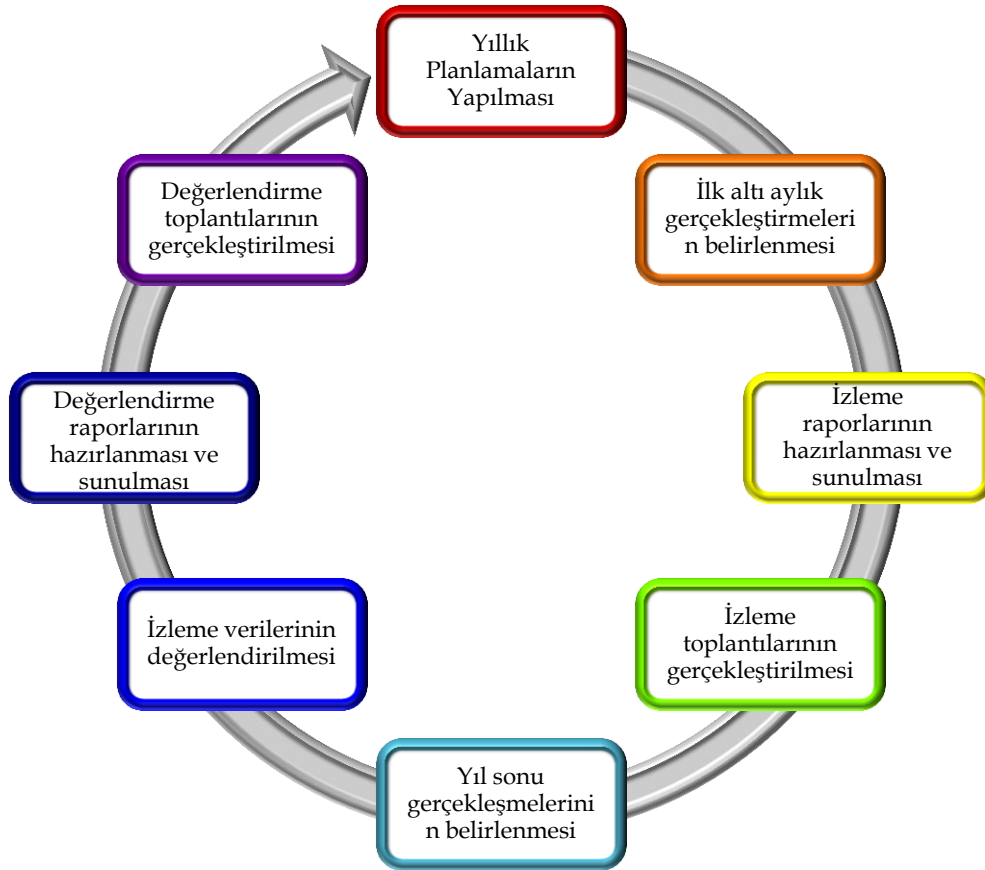 Yıllık
Planlamaların
Yapılması
İlk altı aylık
gerçekleştirmeleri
n belirlenmesi
İzleme
raporlarının
hazırlanması ve
sunulması
İzleme
toplantılarının
gerçekleştirilmesi
Yıl sonu
gerçekleşmelerini
n belirlenmesi
İzleme verilerinin
değerlendirilmesi
Değerlendirme
raporlarının
hazırlanması ve
sunulması
Değerlendirme
toplantılarının
gerçekleştirilmesi